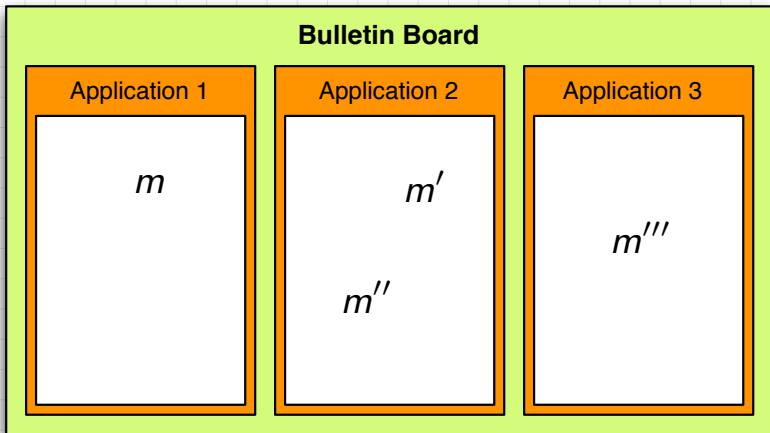 Bulletin Board
Application 1
m
Application 2
m′
m″
Application 3
m‴